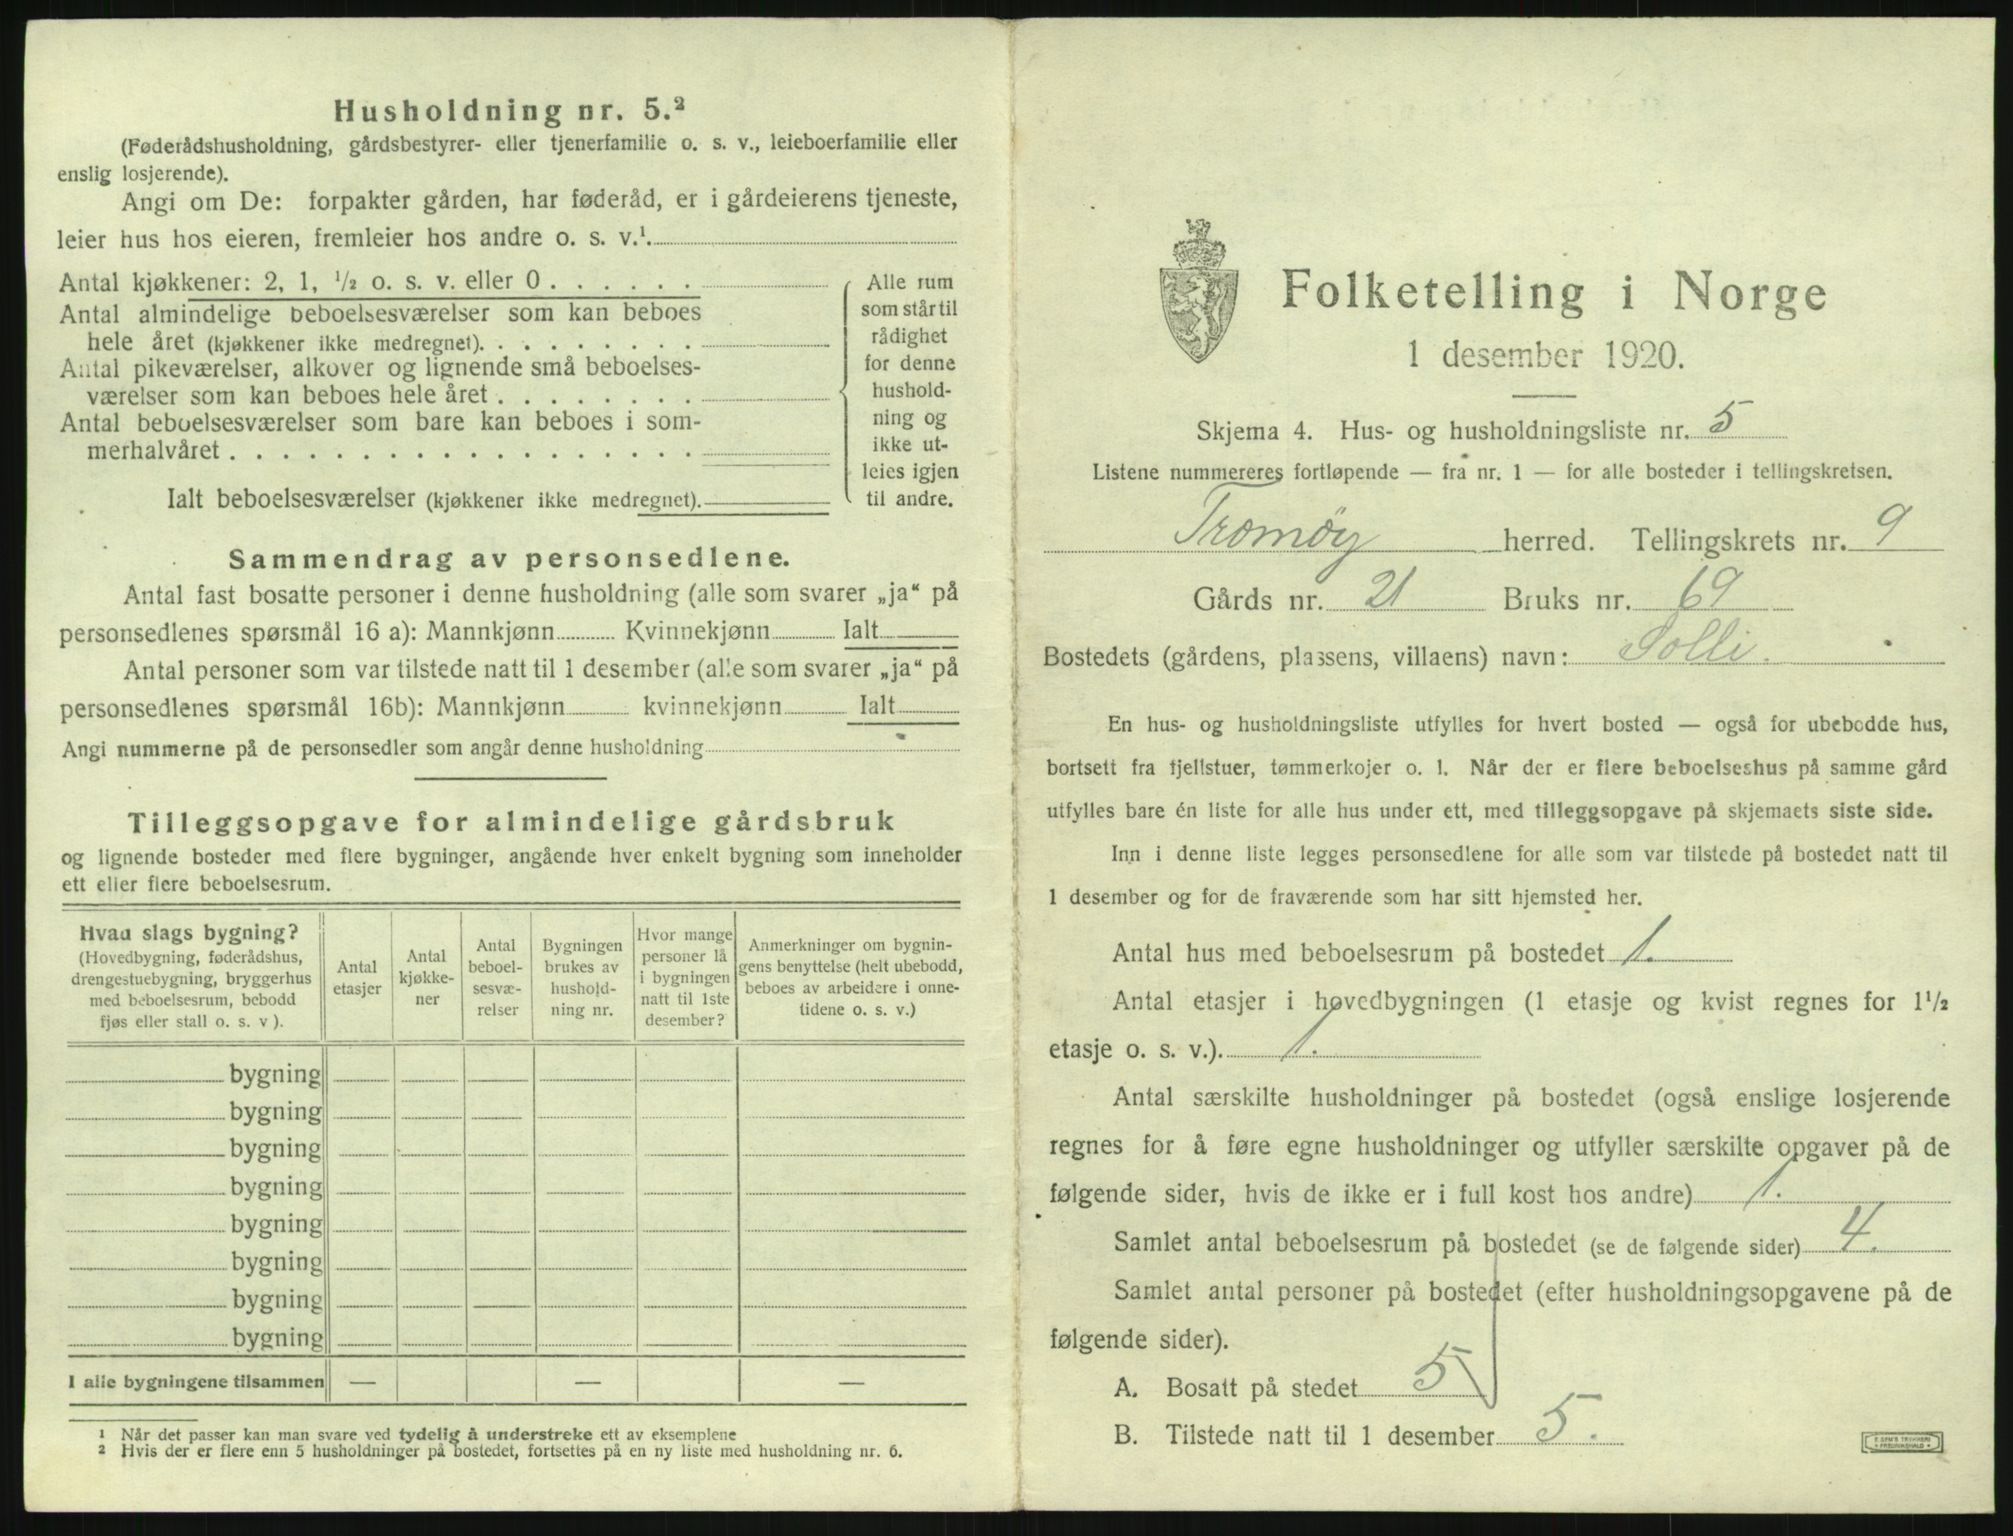 Husholdning nr. 5.²
(Føderådshusholdning, gårdsbestyrer- eller tjenerfamilie o. s. v., leieboerfamilie eller
enslig losjerende).
Angi om De: forpakter gården, har føderåd, er i gårdeierens tjeneste,
leier hus hos eieren, fremleier hos andre o. s. v.¹.
Antal kjøkkener: 2, 1, ½ o. s. v. eller 0 . . . . . .
Antal almindelige beboelsesværelser som kan beboes
hele året (kjøkkener ikke medregnet). . . . . . . . .
Antal pikeværelser, alkover og lignende små beboelses-
værelser som kan beboes hele året . . . . . . . .
Antal beboelsesværelser som bare kan beboes i som-
merhalvåret . . . . . . . . . . . . . . . . . .
Ialt beboelsesværelser (kjøkkener ikke medregnet).
Alle rum
som står til
rådighet
for denne
hushold-
ning og
ikke ut-
leies igjen
til andre.
Sammendrag av personsedlene.
Antal fast bosatte personer i denne husholdning (alle som svarer „ja“ på
personsedlenes spørsmål 16 a): Mannkjønn Kvinnekjønn Ialt
Antal personer som var tilstede natt til 1 desember (alle som svarer „ja“ på
personsedlenes spørsmål 16b): Mannkjønn kvinnekjønn Ialt
Angi nummerne på de personsedler som angår denne husholdning
Tilleggsopgave for almindelige gårdsbruk
og lignende bosteder med flere bygninger, angående hver enkelt bygning som inneholder
ett eller flere beboelsesrum.
Hvad slags bygning?
(Hovedbygning, føderådshus,
drengestuebygning, bryggerhus
med beboelsesrum, bebodd
fjøs eller stall o. s. v ).
Antal
etasjer
Antal
kjøkke-
ner
Antal
beboel-
sesvæ-
relser
Bygningen
brukes av
hushold-
ning nr.
Hvor mange
personer lå
i bygningen
natt til 1ste
desember?
Anmerkninger om bygnin-
gens benyttelse (helt ubebodd,
beboes av arbeidere i onne-
tidene o. s. v.)
bygning
bygning
bygning
bygning
bygning
bygning
bygning
bygning
I alle bygningene tilsammen — — —
¹ Når det passer kan man svare ved tydelig å understreke ett av eksemplene
² Hvis der er flere enn 5 husholdninger på bostedet, fortsettes på en ny liste med husholdning nr. 6.
Folketelling i Norge
1 desember 1920.
Skjema 4. Hus- og husholdningsliste nr. 5
Listene nummereres fortløpende — fra nr. 1 — for alle bosteder i tellingskretsen.
Tromøy herred. Tellingskrets nr. 9
Gårds nr. 21 Bruks nr. 69
Bostedets (gårdens, plassens, villaens) navn: Solli.
En hus- og husholdningsliste utfylles for hvert bosted — også for ubebodde hus,
bortsett fra fjellstuer, tømmerkojer o. l. Når der er flere beboelseshus på samme gård
utfylles bare én liste for alle hus under ett, med tilleggsopgave på skjemaets siste side.
Inn i denne liste legges personsedlene for alle som var tilstede på bostedet natt til
1 desember og for de fraværende som har sitt hjemsted her.
Antal hus med beboelsesrum på bostedet 1.
Antal etasjer i hovedbygningen (1 etasje og kvist regnes for 1½
etasje o. s. v.). 1.
Antal særskilte husholdninger på bostedet (også enslige losjerende
regnes for å føre egne husholdninger og utfyller særskilte opgaver på de
følgende sider, hvis de ikke er i full kost hos andre) 1.
Samlet antal beboelsesrum på bostedet (se de følgende sider) 4.
Samlet antal personer på bostedet (efter husholdningsopgavene på de
følgende sider).
A. Bosatt på stedet 5
B. Tilstede natt til 1 desember 5.